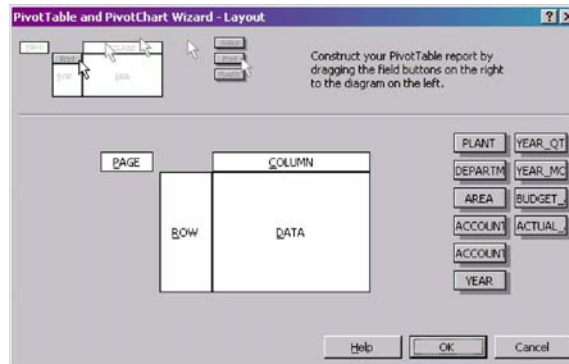 PivotTable and PivotChart Wizard - Layout
Construct your PivotTable report by
dragging the field buttons on the right
to the diagram on the left.
PAGE
COLUMN
ROW
DATA
PLANT
YEAR_QT
DEPARTM
YEAR_MO
AREA
BUDGET_
ACCOUNT
ACTUAL_
ACCOUNT
YEAR
Help
OK
Cancel